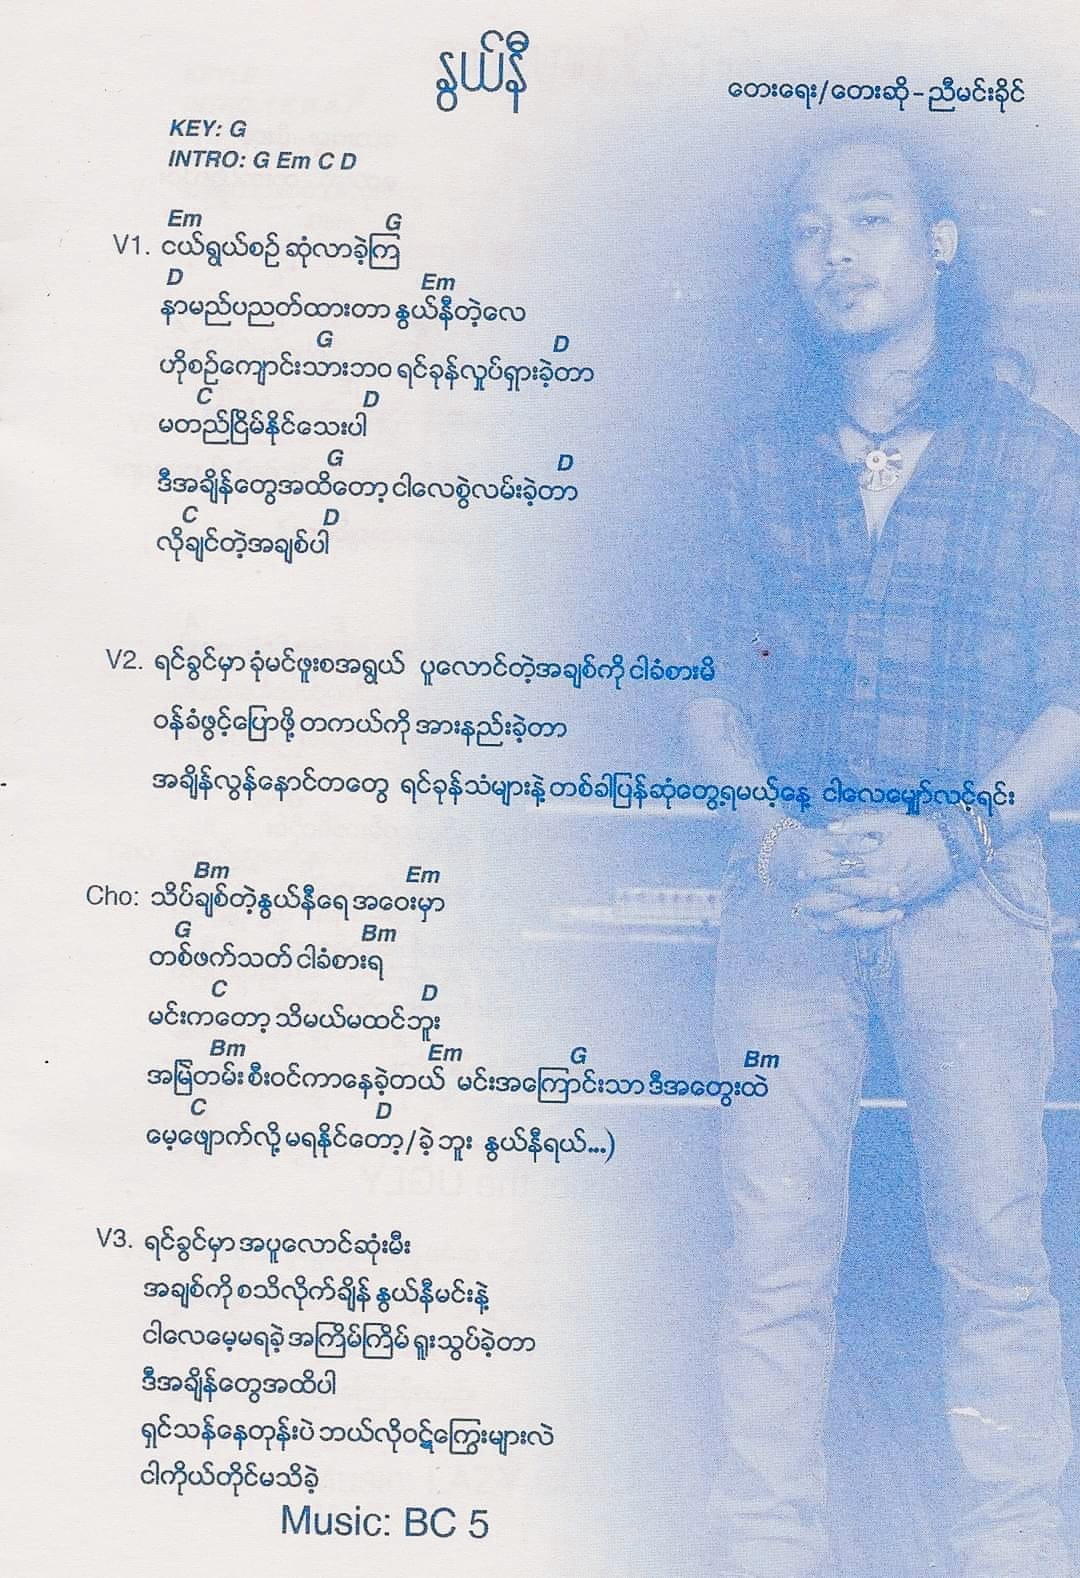 နွယ်နီ
တေးရေး/တေးဆို - ညီမင်းခိုင်
KEY: G
INTRO: G Em C D
Em G
V1. ငယ်ရွယ်စဉ် ဆုံလာခဲ့ကြ
D Em
နာမည်ပညတ်ထားတာ နွယ်နီတဲ့လေ
G D
ဟိုစဉ်ကျောင်းသားဘဝ ရင်ခုန်လှုပ်ရှားခဲ့တာ
C D
မတည်ငြိမ်နိုင်သေးပါ
G D
ဒီအချိန်တွေအထိတော့ ငါလေစွဲလမ်းခဲ့တာ
C D
လိုချင်တဲ့အချစ်ပါ
V2. ရင်ခွင်မှာ ခုံမင်ဖူးစအရွယ် ပူလောင်တဲ့အချစ်ကို ငါခံစားမိ
ဝန်ခံဖွင့်ပြောဖို့ တကယ်ကို အားနည်းခဲ့တာ
အချိန်လွန်နောင်တတွေ ရင်ခုန်သံများနဲ့ တစ်ခါပြန်ဆုံတွေ့ရမယ့်နေ့ ငါလေမျှော်လင့်ရင်း
Bm Em
Cho: သိပ်ချစ်တဲ့နွယ်နီရေ အဝေးမှာ
G Bm
တစ်ဖက်သတ် ငါခံစားရ
C D
မင်းကတော့ သိမယ်မထင်ဘူး
Bm Em G Bm
အမြဲတမ်း စီးဝင်ကာနေခဲ့တယ် မင်းအကြောင်းသာ ဒီအတွေးထဲ
C D
မေ့ဖျောက်လို့ မရနိုင်တော့/ခဲ့ ဘူး နွယ်နီရယ်...)
V3. ရင်ခွင်မှာ အပူလောင်ဆုံးမီး
အချစ်ကို စသိလိုက်ချိန် နွယ်နီမင်းနဲ့
ငါလေမေ့မရခဲ့ အကြိမ်ကြိမ် ရူးသွပ်ခဲ့တာ
ဒီအချိန်တွေအထိပါ
ရှင်သန်နေတုန်းပဲ ဘယ်လိုဝဋ်ကြွေးများလဲ
ငါကိုယ်တိုင်မသိခဲ့
Music: BC 5